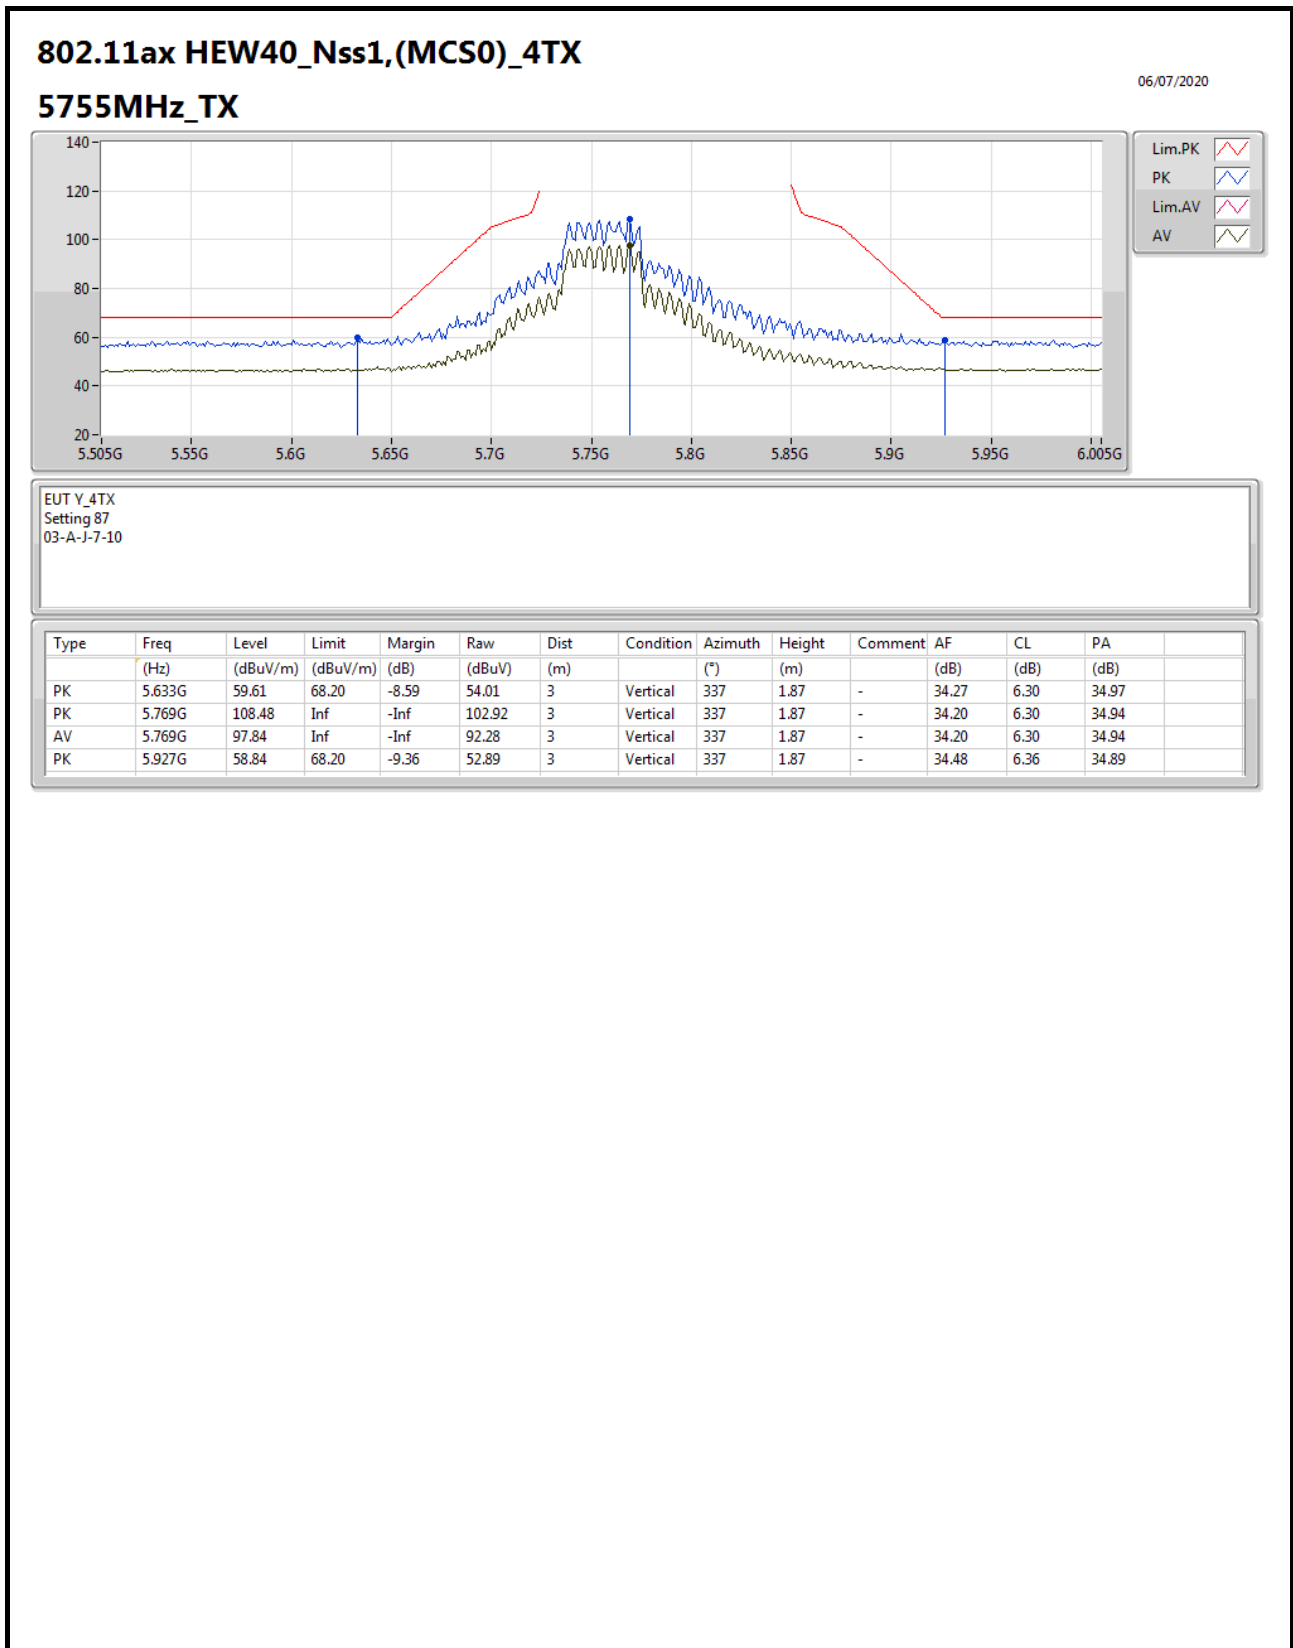 802.11ax HEW40_Nss1,(MCS0)_4TX
06/07/2020
5755MHz_TX
140
120
100
80
60
40
20
5.505G 5.55G 5.6G 5.65G 5.7G 5.75G 5.8G 5.85G 5.9G 5.95G 6.005G
Lim.PK
PK
Lim.AV
AV
EUT Y_4TX
Setting 87
03-A-J-7-10
Type Freq Level Limit Margin Raw Dist Condition Azimuth Height Comment AF CL PA
(Hz) (dBuV/m) (dBuV/m) (dB) (dBuV) (m) (°) (m) (dB) (dB) (dB)
PK 5.633G 59.61 68.20 -8.59 54.01 3 Vertical 337 1.87 - 34.27 6.30 34.97
PK 5.769G 108.48 Inf -Inf 102.92 3 Vertical 337 1.87 - 34.20 6.30 34.94
AV 5.769G 97.84 Inf -Inf 92.28 3 Vertical 337 1.87 - 34.20 6.30 34.94
PK 5.927G 58.84 68.20 -9.36 52.89 3 Vertical 337 1.87 - 34.48 6.36 34.89